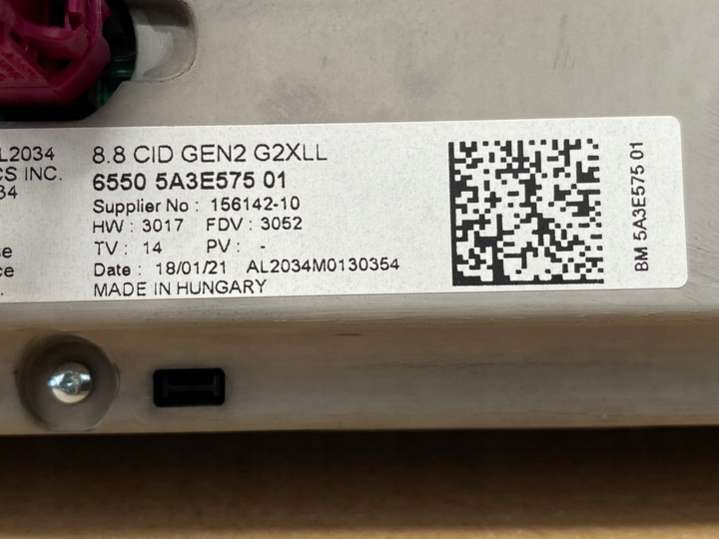 L2034
CS INC.
34
8.8 CID GEN2 G2XLL
6550 5A3E575 01
Supplier No : 156142-10
HW : 3017 FDV : 3052
TV : 14 PV : -
Date : 18/01/21 AL2034M0130354
MADE IN HUNGARY
BM 5A3E575 01